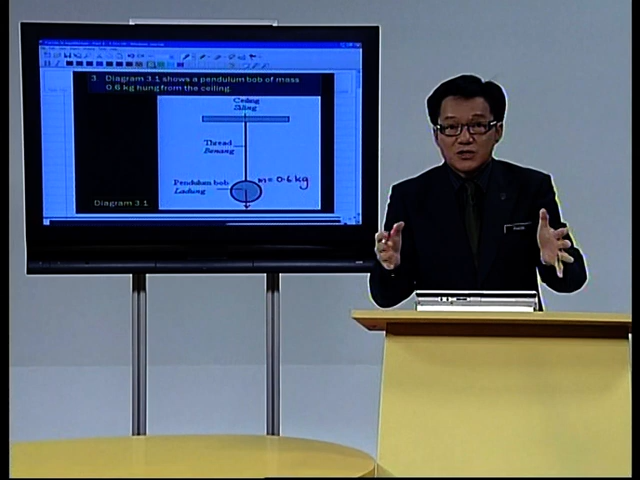 3. Diagram 3.1 shows a pendulum bob of mass
0.6 kg hung from the ceiling.
Ceiling
Siling
Thread
Benang
Pendulum bob
Ladung
m = 0.6 kg
Diagram 3.1